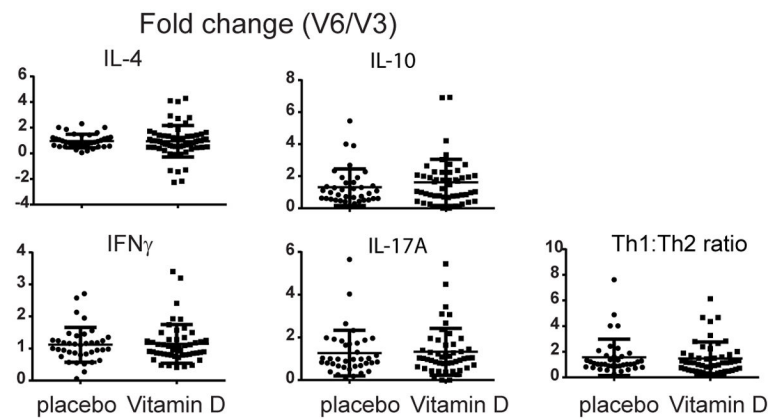 Fold change (V6/V3)
IL-4
6
4
2
0
-2
-4
IL-10
8
6
4
2
0
IFNγ
4
3
2
1
0
placebo Vitamin D
IL-17A
6
4
2
0
placebo Vitamin D
Th1:Th2 ratio
10
8
6
4
2
0
placebo Vitamin D